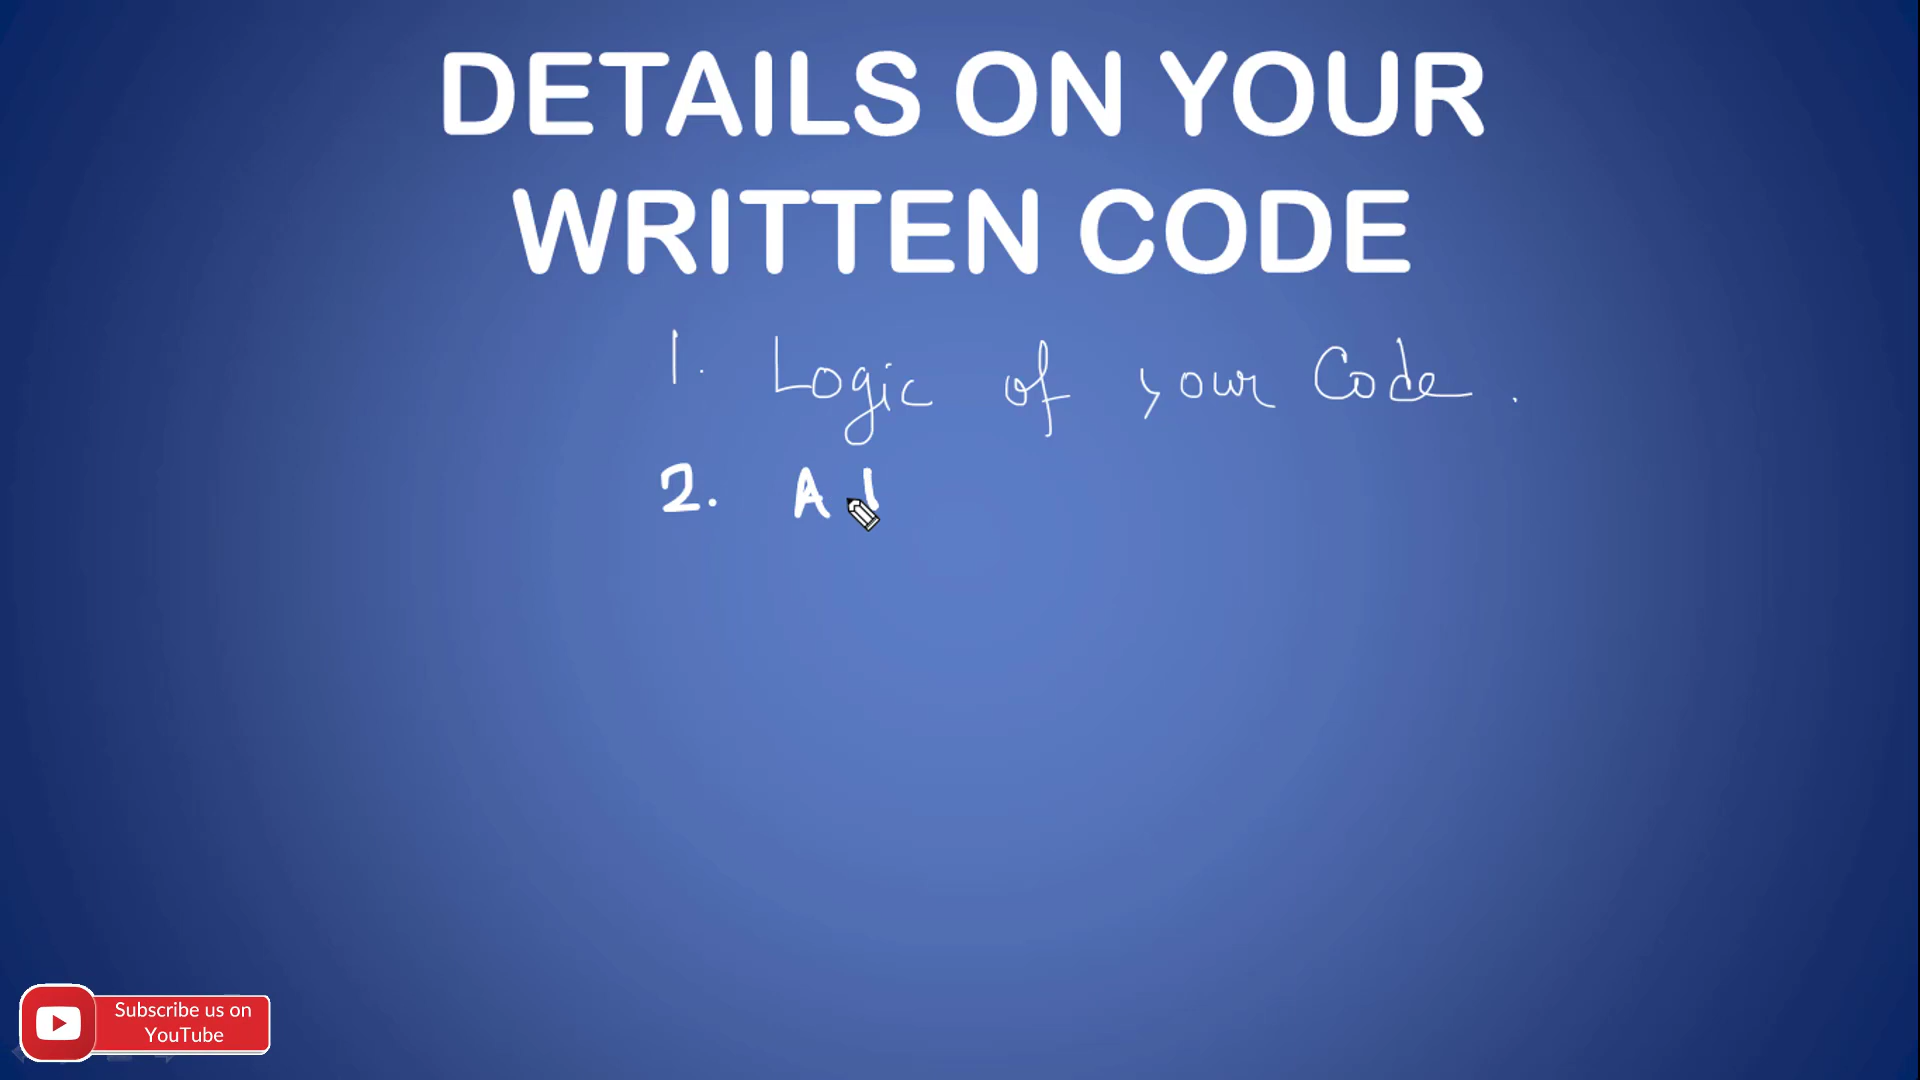 DETAILS ON YOUR
WRITTEN CODE
1. Logic of your Code.
2. A
Subscribe us on
YouTube